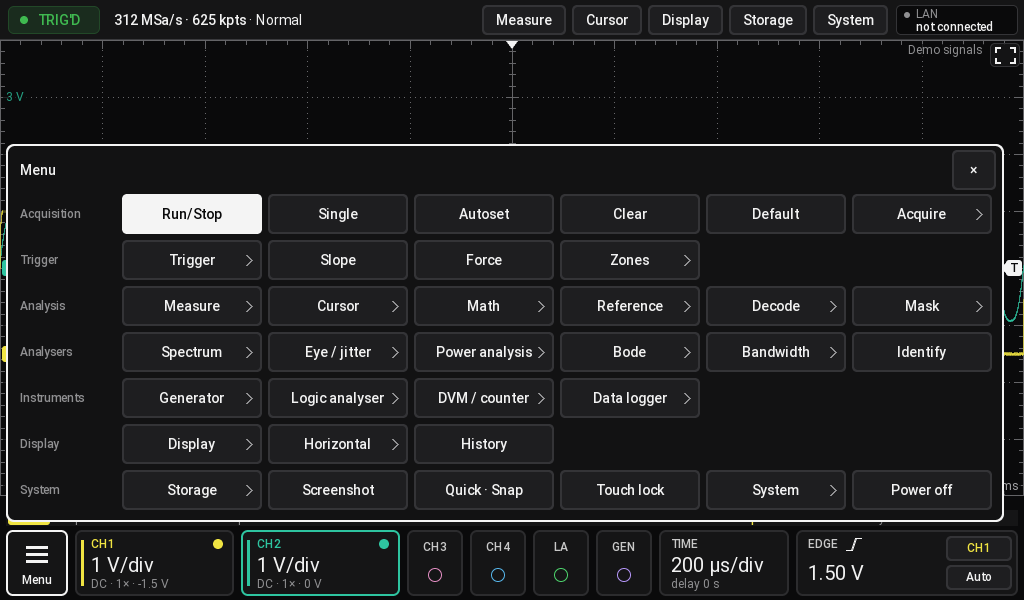 TRIG'D
312 MSa/s · 625 kpts · Normal
Measure
Cursor
Display
Storage
System
LAN
not connected
Demo signals
3 V
Menu
×
Acquisition
Run/Stop
Single
Autoset
Clear
Default
Acquire
Trigger
Trigger
Slope
Force
Zones
T
Analysis
Measure
Cursor
Math
Reference
Decode
Mask
Analysers
Spectrum
Eye / jitter
Power analysis
Bode
Bandwidth
Identify
Instruments
Generator
Logic analyser
DVM / counter
Data logger
Display
Display
Horizontal
History
System
Storage
Screenshot
Quick · Snap
Touch lock
System
Power off
ms
Menu
CH1
1 V/div
DC · 1× · -1.5 V
CH2
1 V/div
DC · 1× · 0 V
CH3
CH4
LA
GEN
TIME
200 µs/div
delay 0 s
EDGE
1.50 V
CH1
Auto